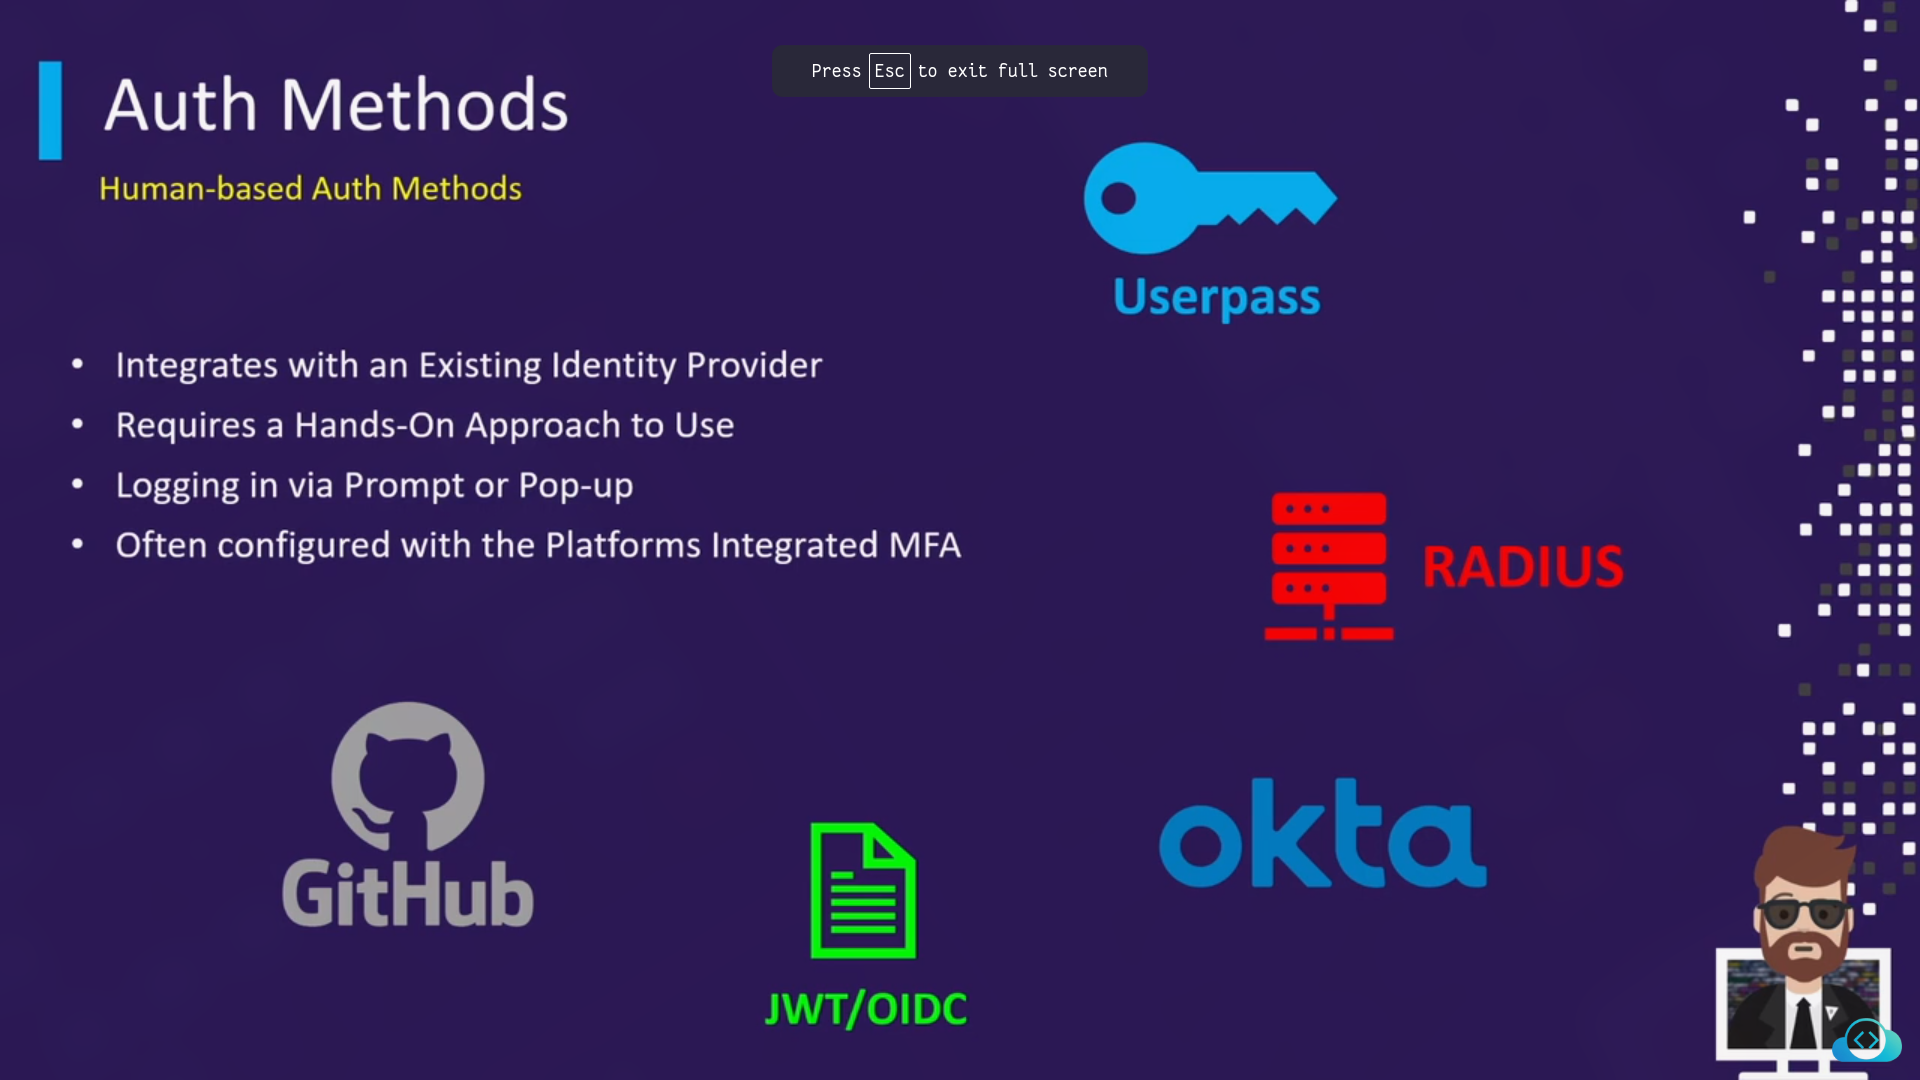 Press Esc to exit full screen
Auth Methods
Human-based Auth Methods
Userpass
• Integrates with an Existing Identity Provider
• Requires a Hands-On Approach to Use
• Logging in via Prompt or Pop-up
• Often configured with the Platforms Integrated MFA
RADIUS
GitHub
okta
JWT/OIDC